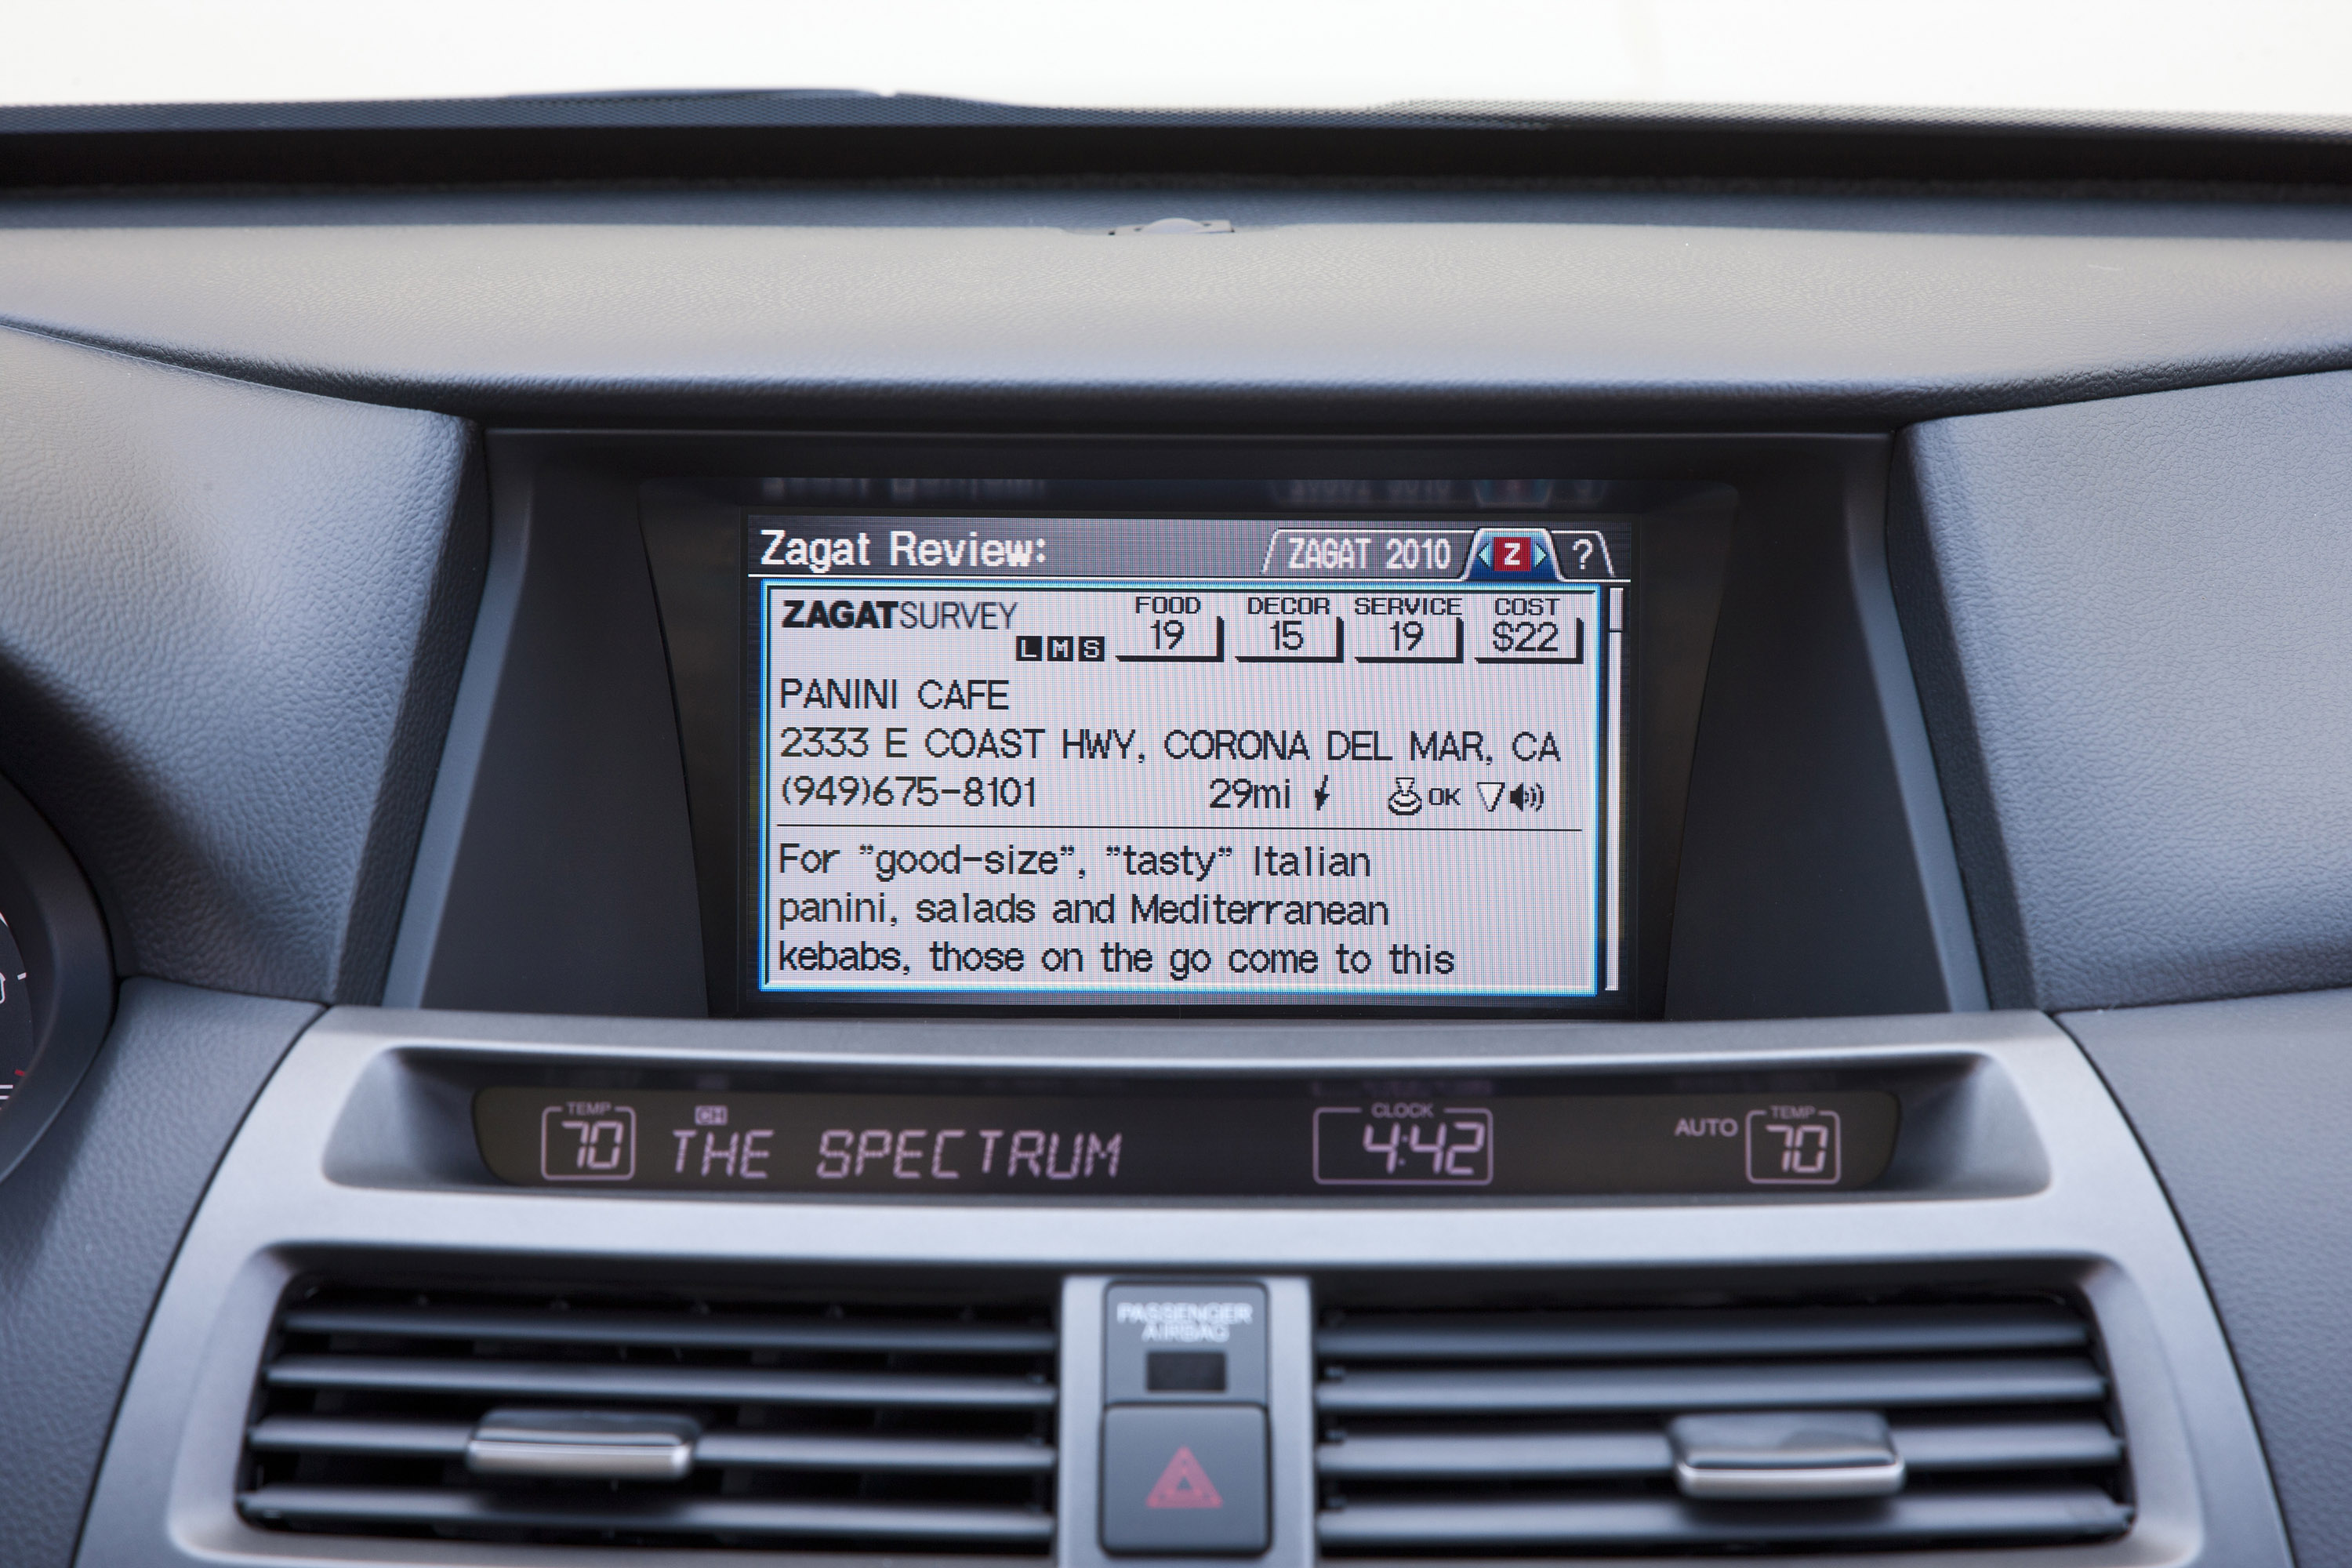 Zagat Review: ZAGAT 2010 Z ?
ZAGATSURVEY FOOD DECOR SERVICE COST
L M S 19 15 19 $22
PANINI CAFE
2333 E COAST HWY, CORONA DEL MAR, CA
(949)675-8101 29mi OK
For "good-size", "tasty" Italian
panini, salads and Mediterranean
kebabs, those on the go come to this
TEMP CH CLOCK TEMP
70 THE SPECTRUM 4:42 AUTO 70
PASSENGER
AIRBAG